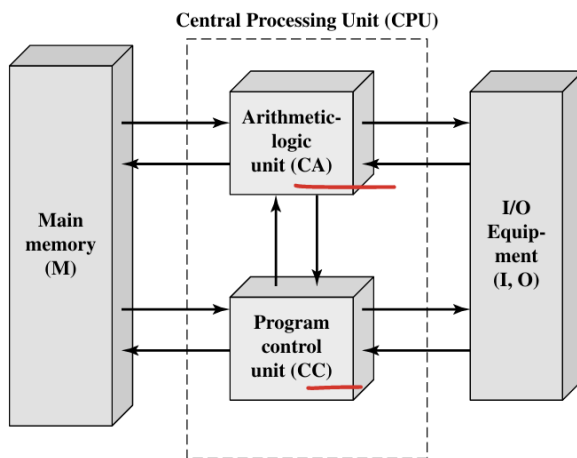 Central Processing Unit (CPU)
Arithmetic-
logic
unit (CA)
Main
memory
(M)
I/O
Equip-
ment
(I, O)
Program
control
unit (CC)